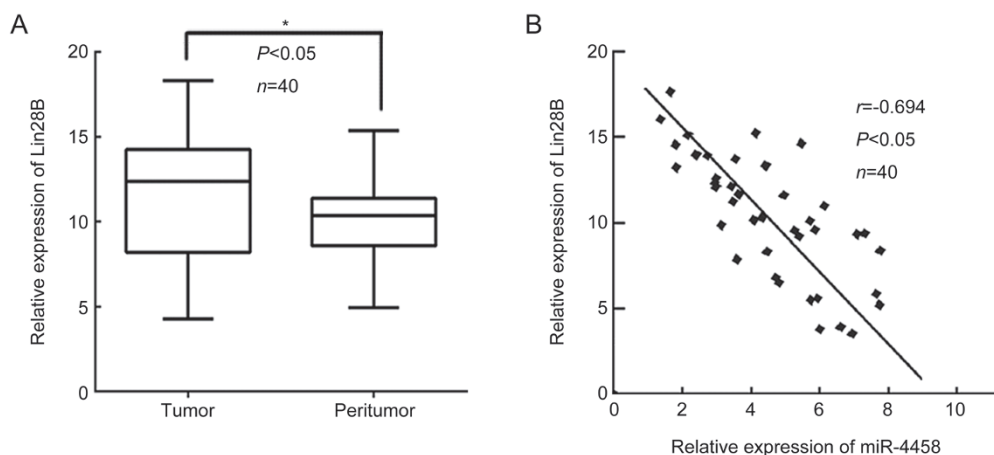 A
Relative expression of Lin28B
20
15
10
5
0
*
P<0.05
n=40
Tumor
Peritumor
B
Relative expression of Lin28B
20
15
10
5
0
r=-0.694
P<0.05
n=40
0 2 4 6 8 10
Relative expression of miR-4458